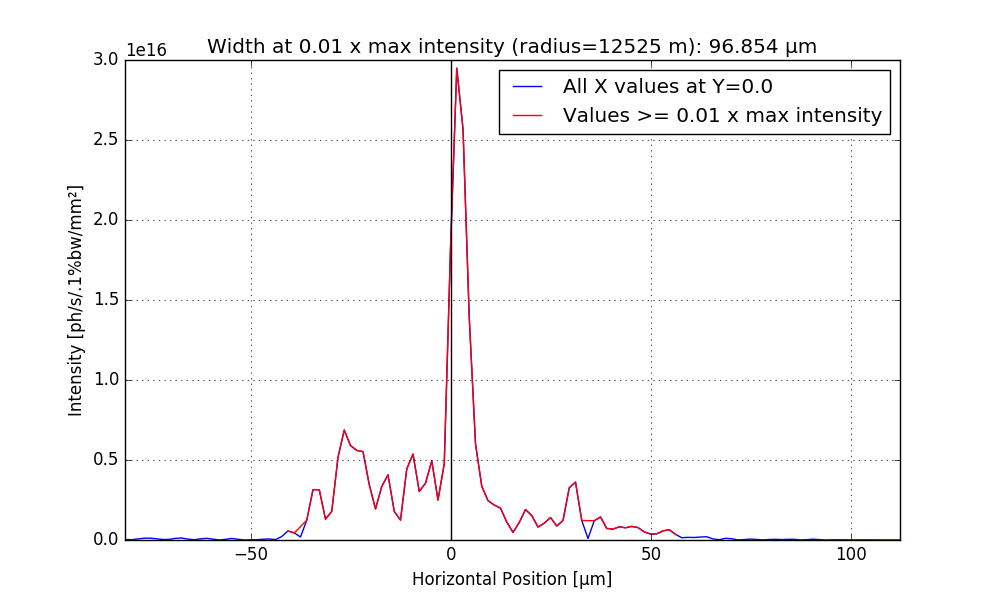 Width at 0.01 x max intensity (radius=12525 m): 96.854 µm
1e16
All X values at Y=0.0
Values >= 0.01 x max intensity
3.0
2.5
2.0
1.5
1.0
0.5
0.0
Intensity [ph/s/.1%bw/mm²]
−50 0 50 100
Horizontal Position [µm]